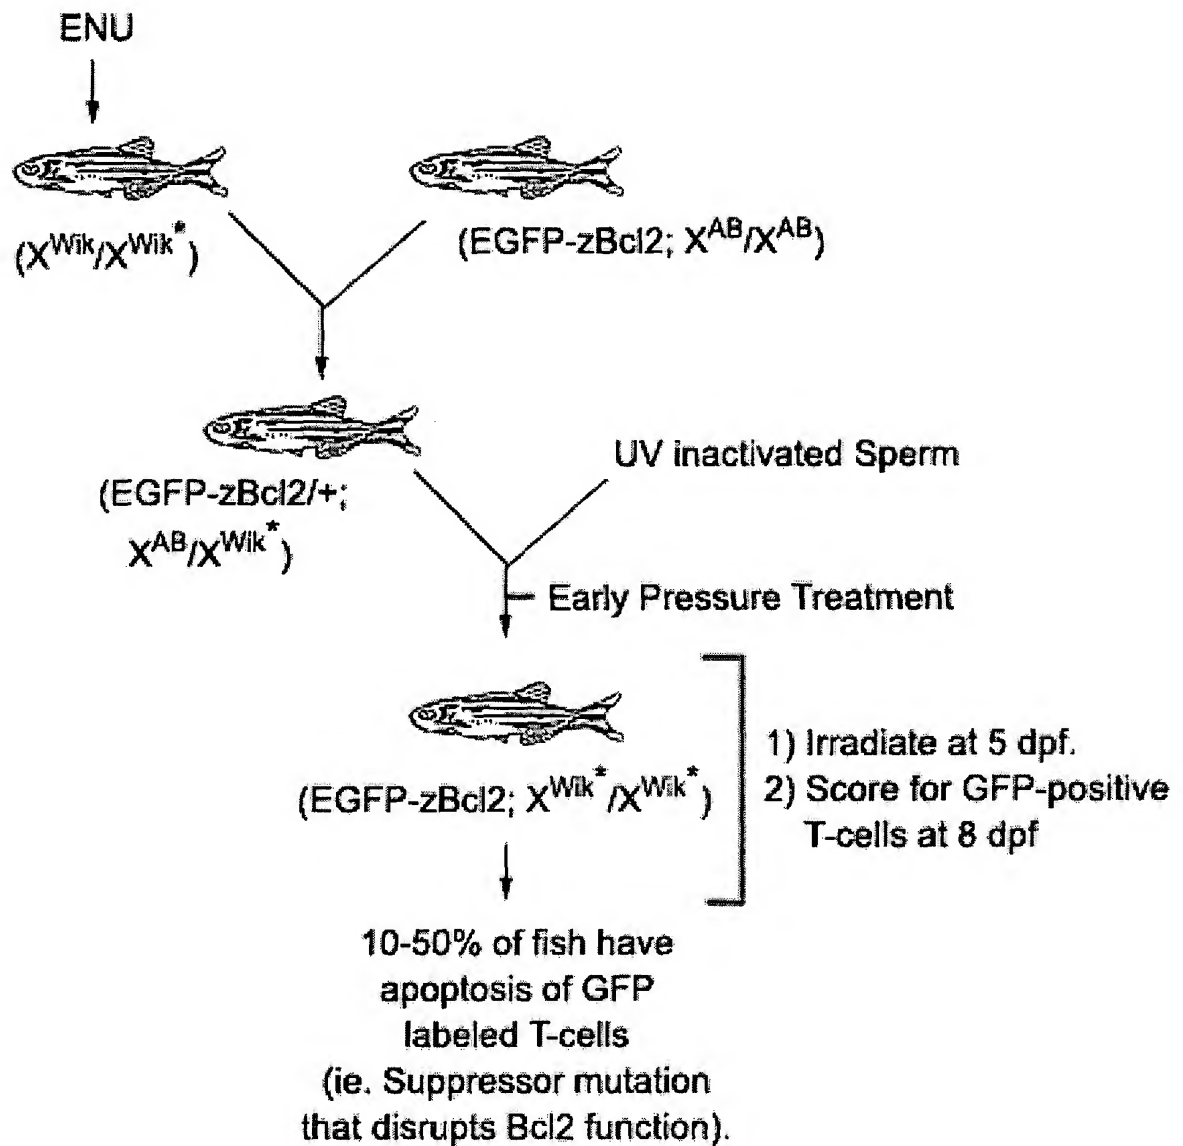 ENU
(X^Wik/X^Wik*)
(EGFP-zBcl2; X^AB/X^AB)
(EGFP-zBcl2/+;
X^AB/X^Wik*)
UV inactivated Sperm
Early Pressure Treatment
(EGFP-zBcl2; X^Wik*/X^Wik*)
1) Irradiate at 5 dpf.
2) Score for GFP-positive
T-cells at 8 dpf
10-50% of fish have
apoptosis of GFP
labeled T-cells
(ie. Suppressor mutation
that disrupts Bcl2 function).